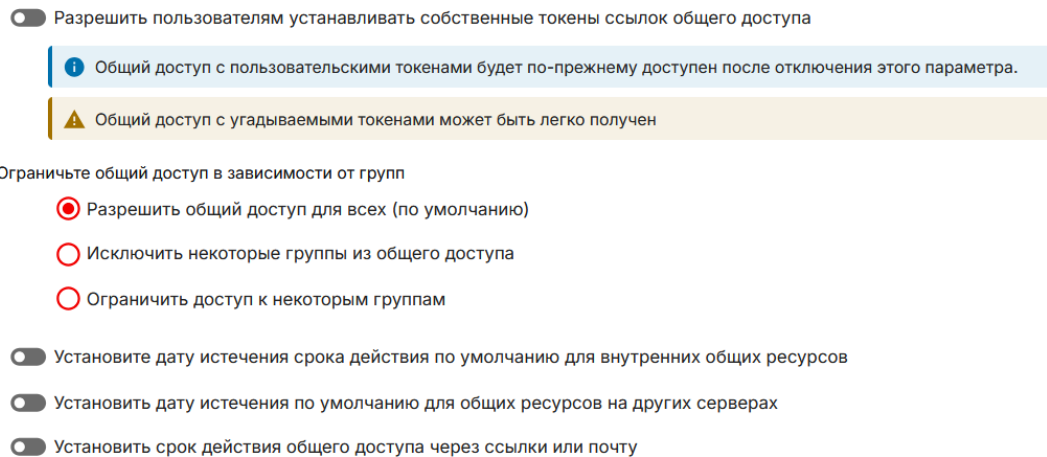 Разрешить пользователям устанавливать собственные токены ссылок общего доступа
Общий доступ с пользовательскими токенами будет по-прежнему доступен после отключения этого параметра.
Общий доступ с угадываемыми токенами может быть легко получен
Ограничьте общий доступ в зависимости от групп
Разрешить общий доступ для всех (по умолчанию)
Исключить некоторые группы из общего доступа
Ограничить доступ к некоторым группам
Установите дату истечения срока действия по умолчанию для внутренних общих ресурсов
Установить дату истечения по умолчанию для общих ресурсов на других серверах
Установить срок действия общего доступа через ссылки или почту